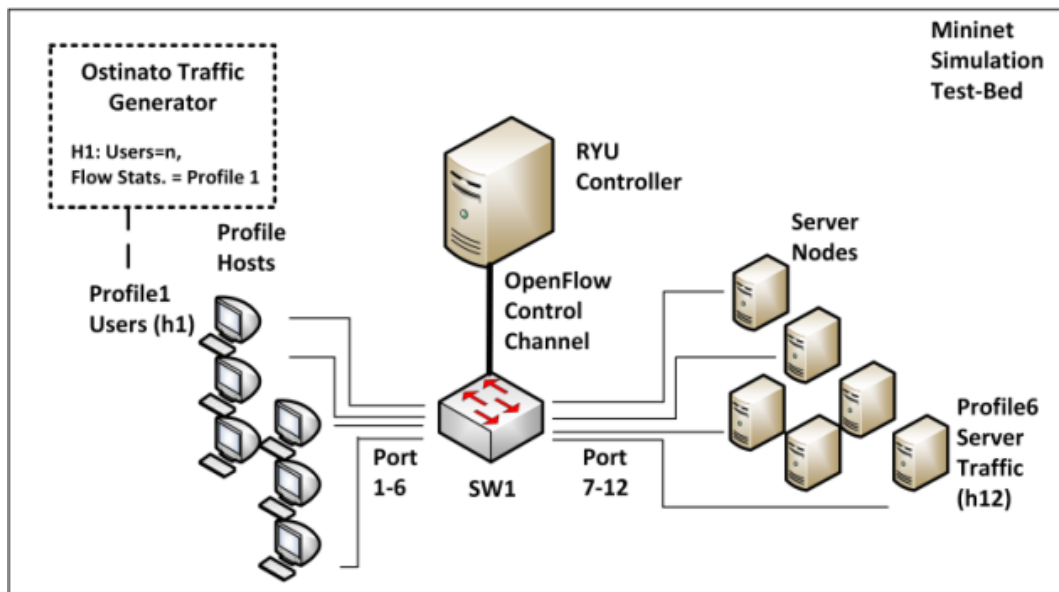 Ostinato Traffic
Generator
H1: Users=n,
Flow Stats. = Profile 1
Mininet
Simulation
Test-Bed
RYU
Controller
Profile
Hosts
Server
Nodes
OpenFlow
Control
Channel
Profile1
Users (h1)
Port
1-6
SW1
Port
7-12
Profile6
Server
Traffic
(h12)